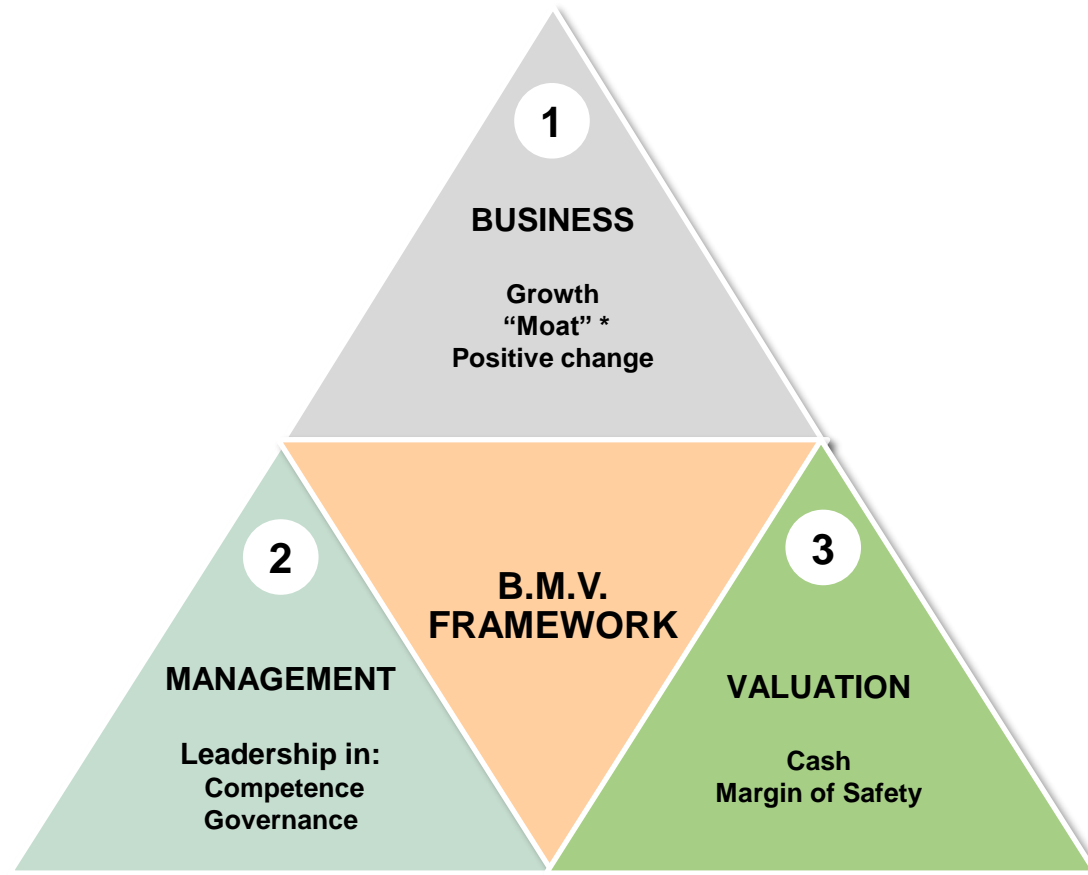 1
BUSINESS
Growth
“Moat” *
Positive change
2
MANAGEMENT
Leadership in:
Competence
Governance
B.M.V.
FRAMEWORK
3
VALUATION
Cash
Margin of Safety